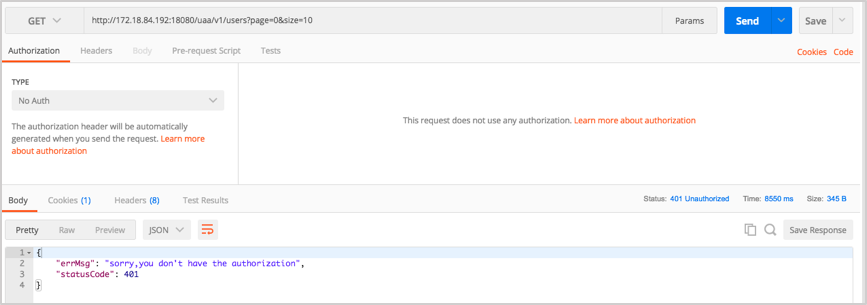 GET http://172.18.84.192:18080/uaa/v1/users?page=0&size=10 Params Send Save
Authorization Headers Body Pre-request Script Tests Cookies Code
TYPE
No Auth
The authorization header will be automatically
generated when you send the request. Learn more
about authorization
This request does not use any authorization. Learn more about authorization
Body Cookies (1) Headers (8) Test Results Status: 401 Unauthorized Time: 8550 ms Size: 345 B
Pretty Raw Preview JSON Save Response
1 {
2 "errMsg": "sorry,you don't have the authorization",
3 "statusCode": 401
4 }